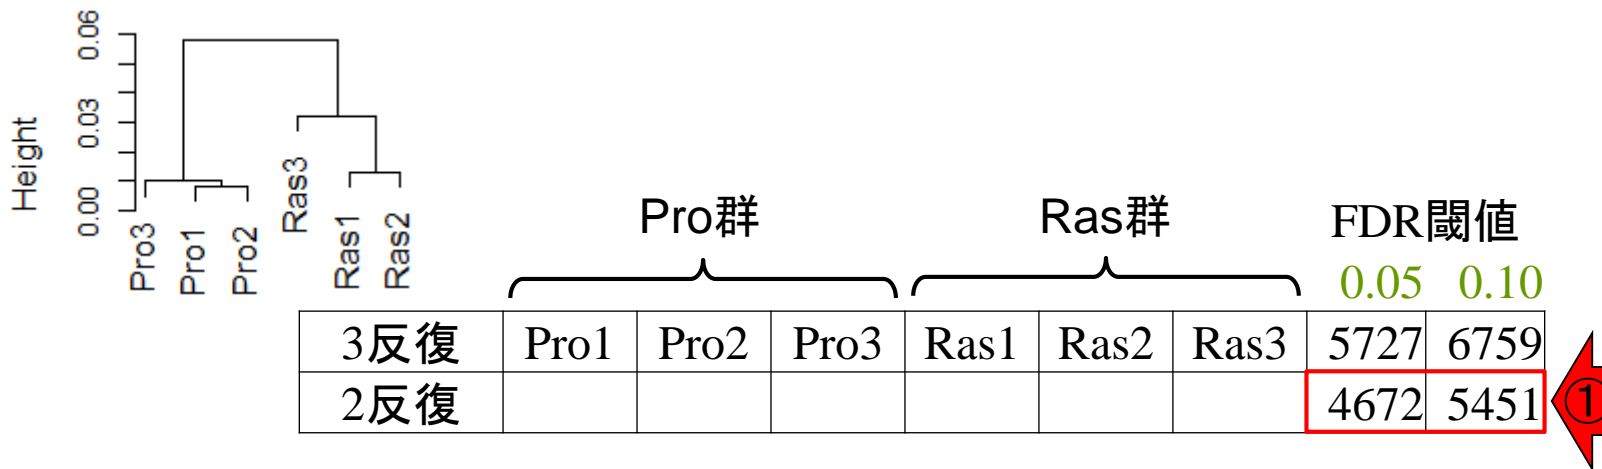 0.06
0.03
0.00
Height
Pro3
Pro1
Pro2
Ras3
Ras1
Ras2
Pro群 Ras群 FDR閾値
0.05 0.10
3反復 Pro1 Pro2 Pro3 Ras1 Ras2 Ras3 5727 6759
2反復 4672 5451 ①